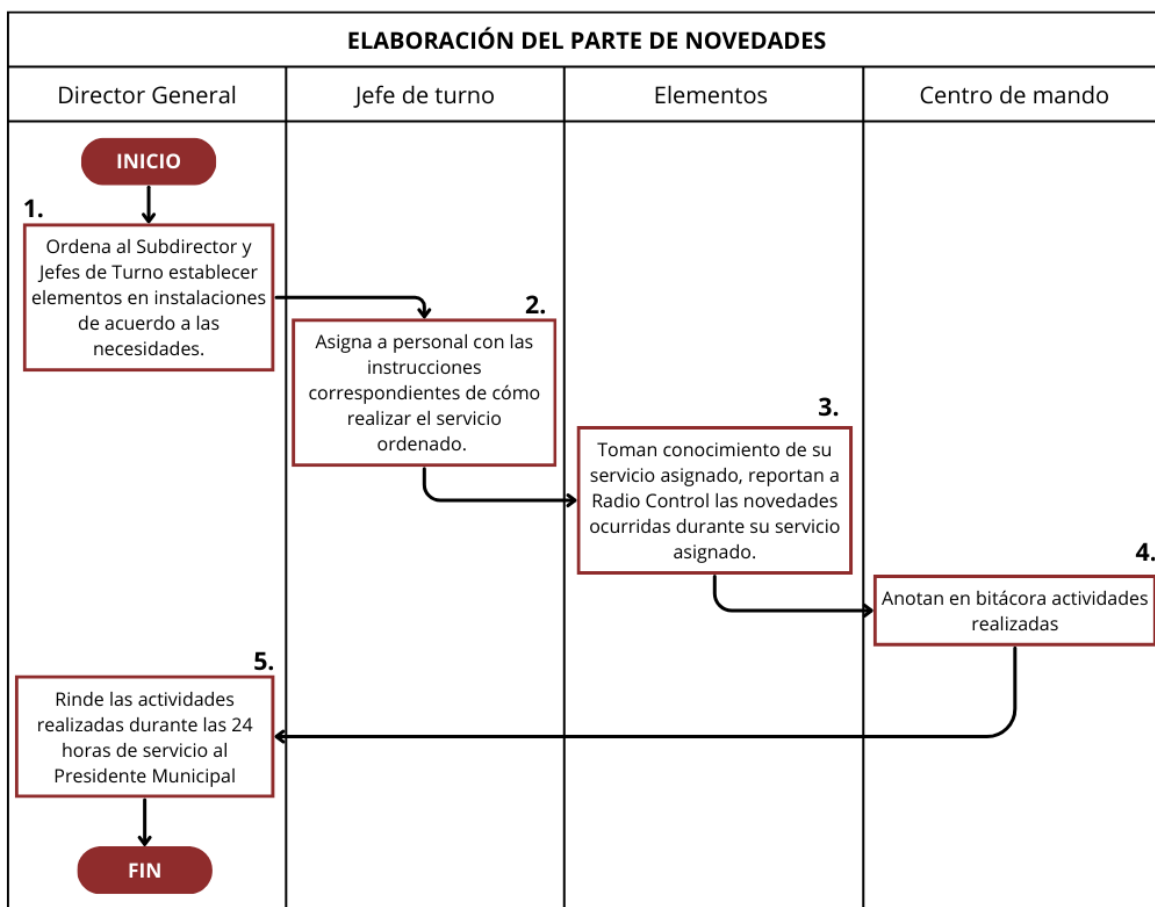 ELABORACIÓN DEL PARTE DE NOVEDADES
Director General
Jefe de turno
Elementos
Centro de mando
INICIO
1.
Ordena al Subdirector y
Jefes de Turno establecer
elementos en instalaciones
de acuerdo a las
necesidades.
2.
Asigna a personal con las
instrucciones
correspondientes de cómo
realizar el servicio
ordenado.
3.
Toman conocimiento de su
servicio asignado, reportan a
Radio Control las novedades
ocurridas durante su servicio
asignado.
4.
Anotan en bitácora actividades
realizadas
5.
Rinde las actividades
realizadas durante las 24
horas de servicio al
Presidente Municipal
FIN